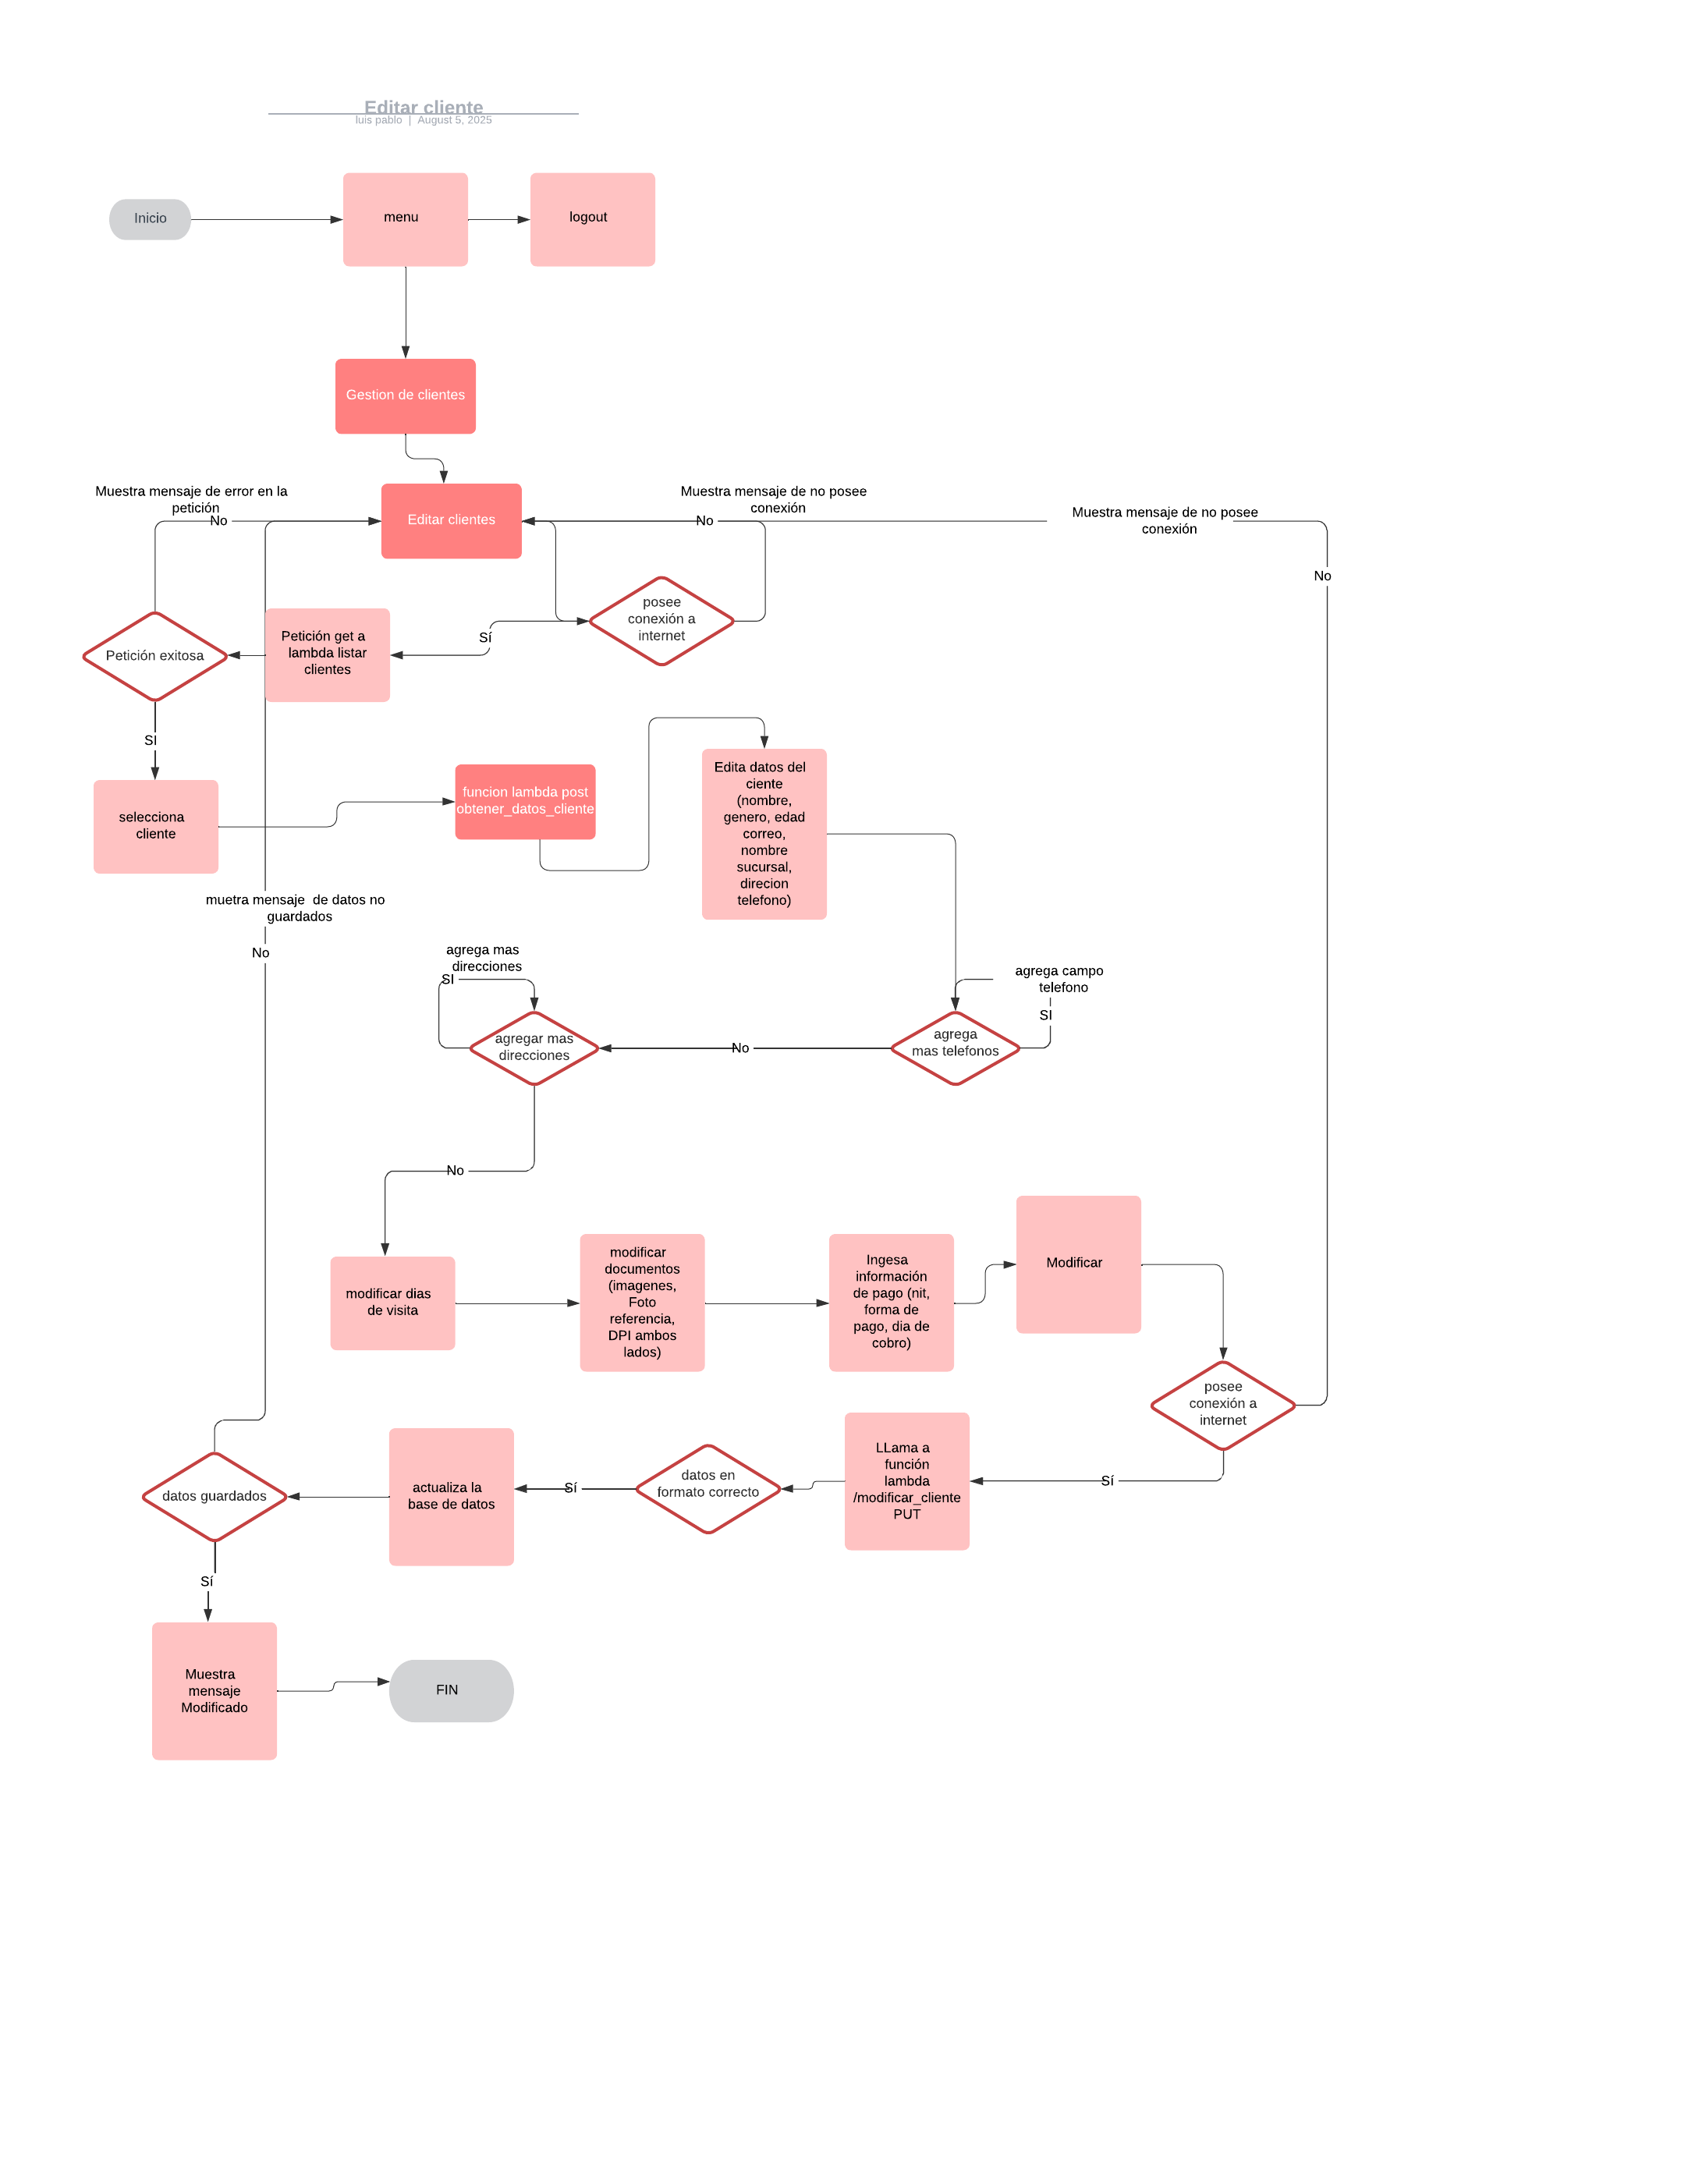 Editar cliente
luis pablo | August 5, 2025
Inicio
menu
logout
Gestion de clientes
Editar clientes
Muestra mensaje de error en la
petición
No
Muestra mensaje de no posee
conexión
No
Muestra mensaje de no posee
conexión
No
posee
conexión a
internet
Sí
Petición get a
lambda listar
clientes
Petición exitosa
SI
selecciona
cliente
funcion lambda post
obtener_datos_cliente
Edita datos del
ciente
(nombre,
genero, edad
correo,
nombre
sucursal,
direcion
telefono)
muetra mensaje  de datos no
guardados
No
agrega mas
direcciones
SI
agrega campo
telefono
SI
agregar mas
direcciones
No
agrega
mas telefonos
No
modificar dias
de visita
modificar
documentos
(imagenes,
Foto
referencia,
DPI ambos
lados)
Ingesa
información
de pago (nit,
forma de
pago, dia de
cobro)
Modificar
posee
conexión a
internet
Sí
LLama a
función
lambda
/modificar_cliente
PUT
datos en
formato correcto
Sí
actualiza la
base de datos
datos guardados
Sí
Muestra
mensaje
Modificado
FIN